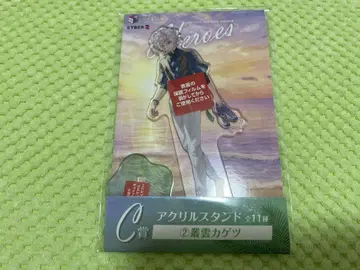 CYBER Z
Heroes
表裏の
保護フィルムを
剥がしてから
ご使用ください
C賞
アクリルスタンド 全11種
②叢雲カゲツ